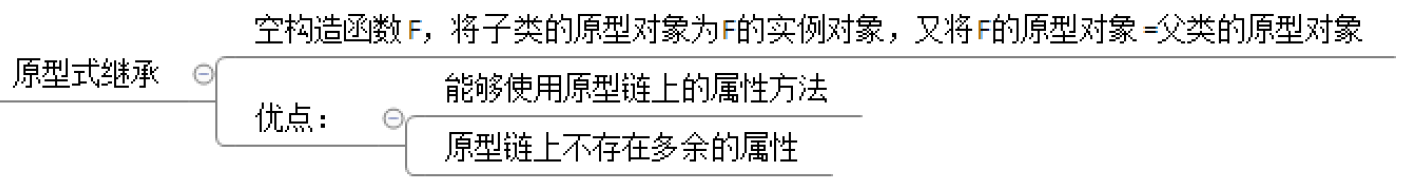 空构造函数F，将子类的原型对象为F的实例对象，又将F的原型对象=父类的原型对象
原型式继承
能够使用原型链上的属性方法
优点：
原型链上不存在多余的属性